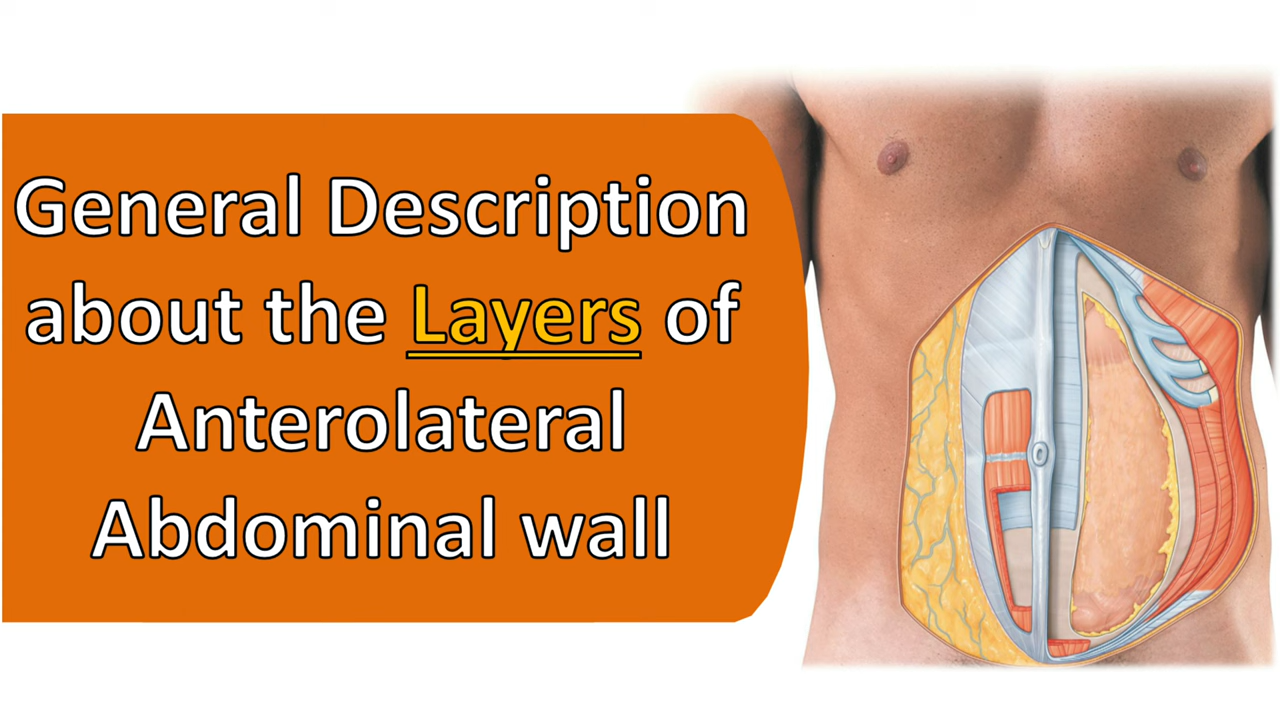 General Description
about the Layers of
Anterolateral
Abdominal wall